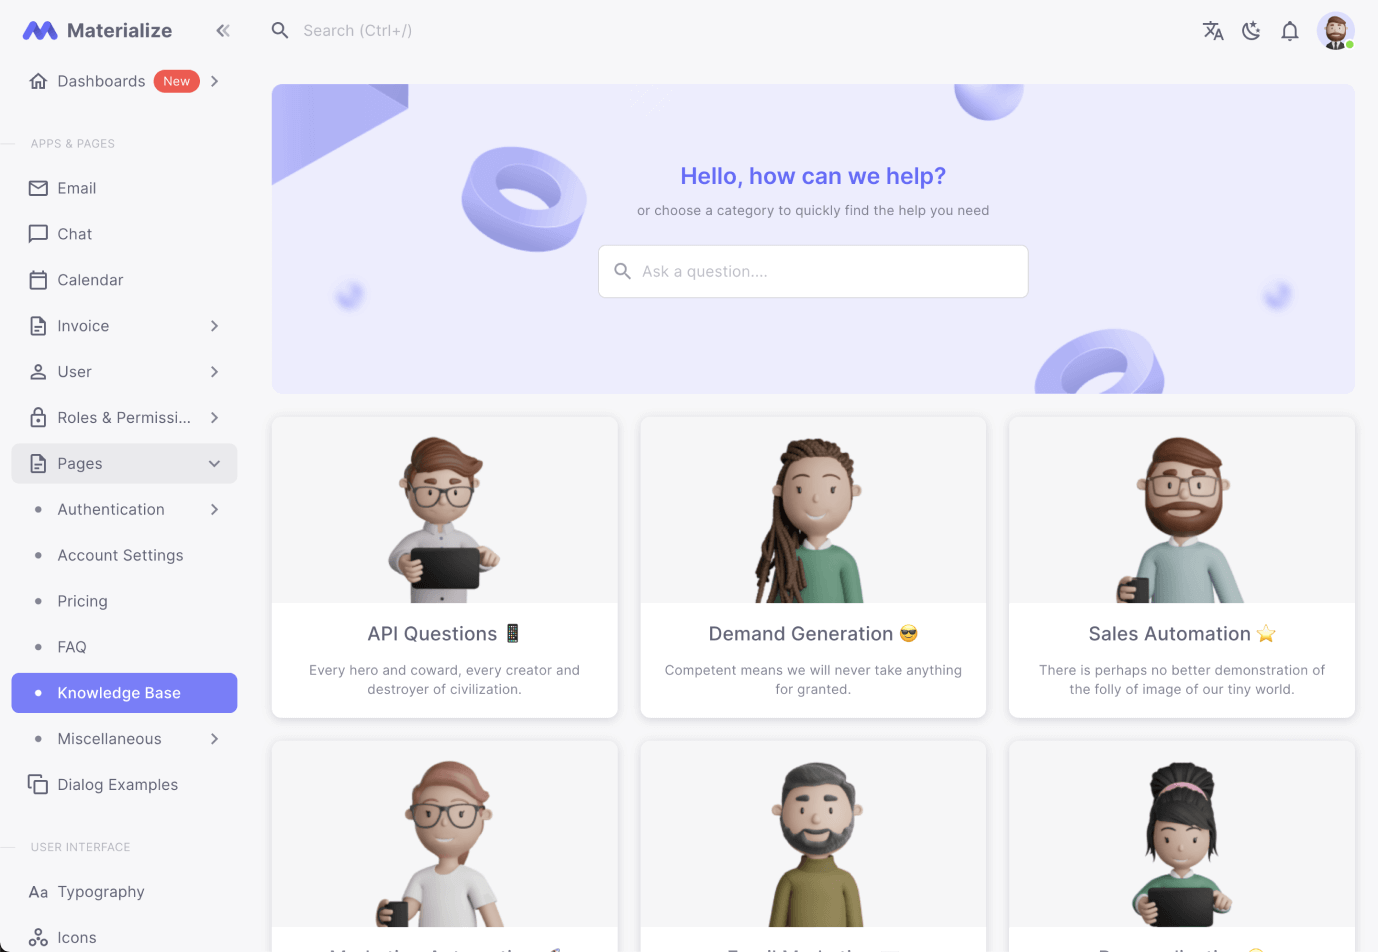 Materialize
Search (Ctrl+/)
Dashboards New
APPS & PAGES
Email
Chat
Calendar
Invoice
User
Roles & Permissi...
Pages
Authentication
Account Settings
Pricing
FAQ
Knowledge Base
Miscellaneous
Dialog Examples
USER INTERFACE
Aa Typography
Icons
Hello, how can we help?
or choose a category to quickly find the help you need
Ask a question....
API Questions 📱
Every hero and coward, every creator and
destroyer of civilization.
Demand Generation 😎
Competent means we will never take anything
for granted.
Sales Automation ⭐
There is perhaps no better demonstration of
the folly of image of our tiny world.